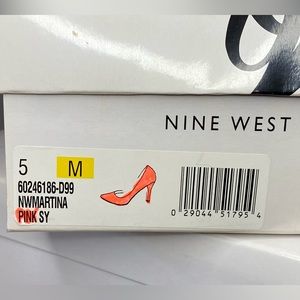 NINE WEST
5 M
60246186-D99
NWMARTINA
PINK SY
0 29044 51795 4